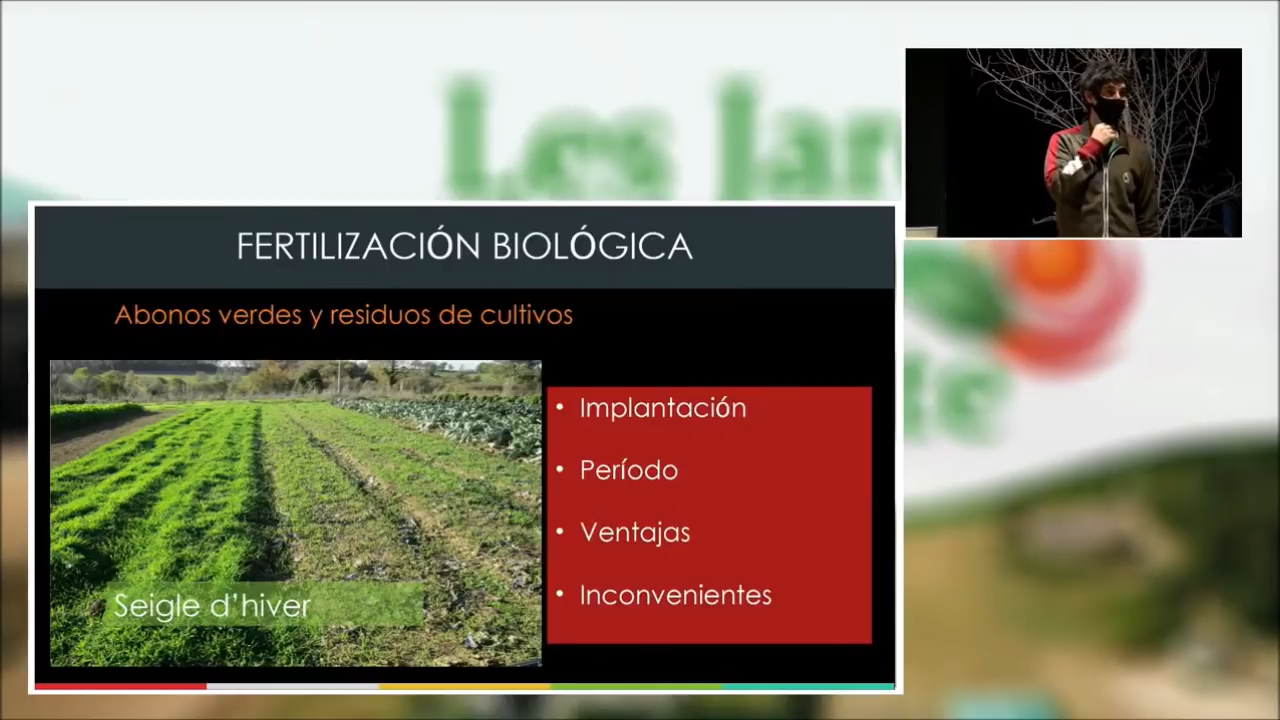 Les Jar
FERTILIZACIÓN BIOLÓGICA
Abonos verdes y residuos de cultivos
Seigle d'hiver
• Implantación
• Período
• Ventajas
• Inconvenientes